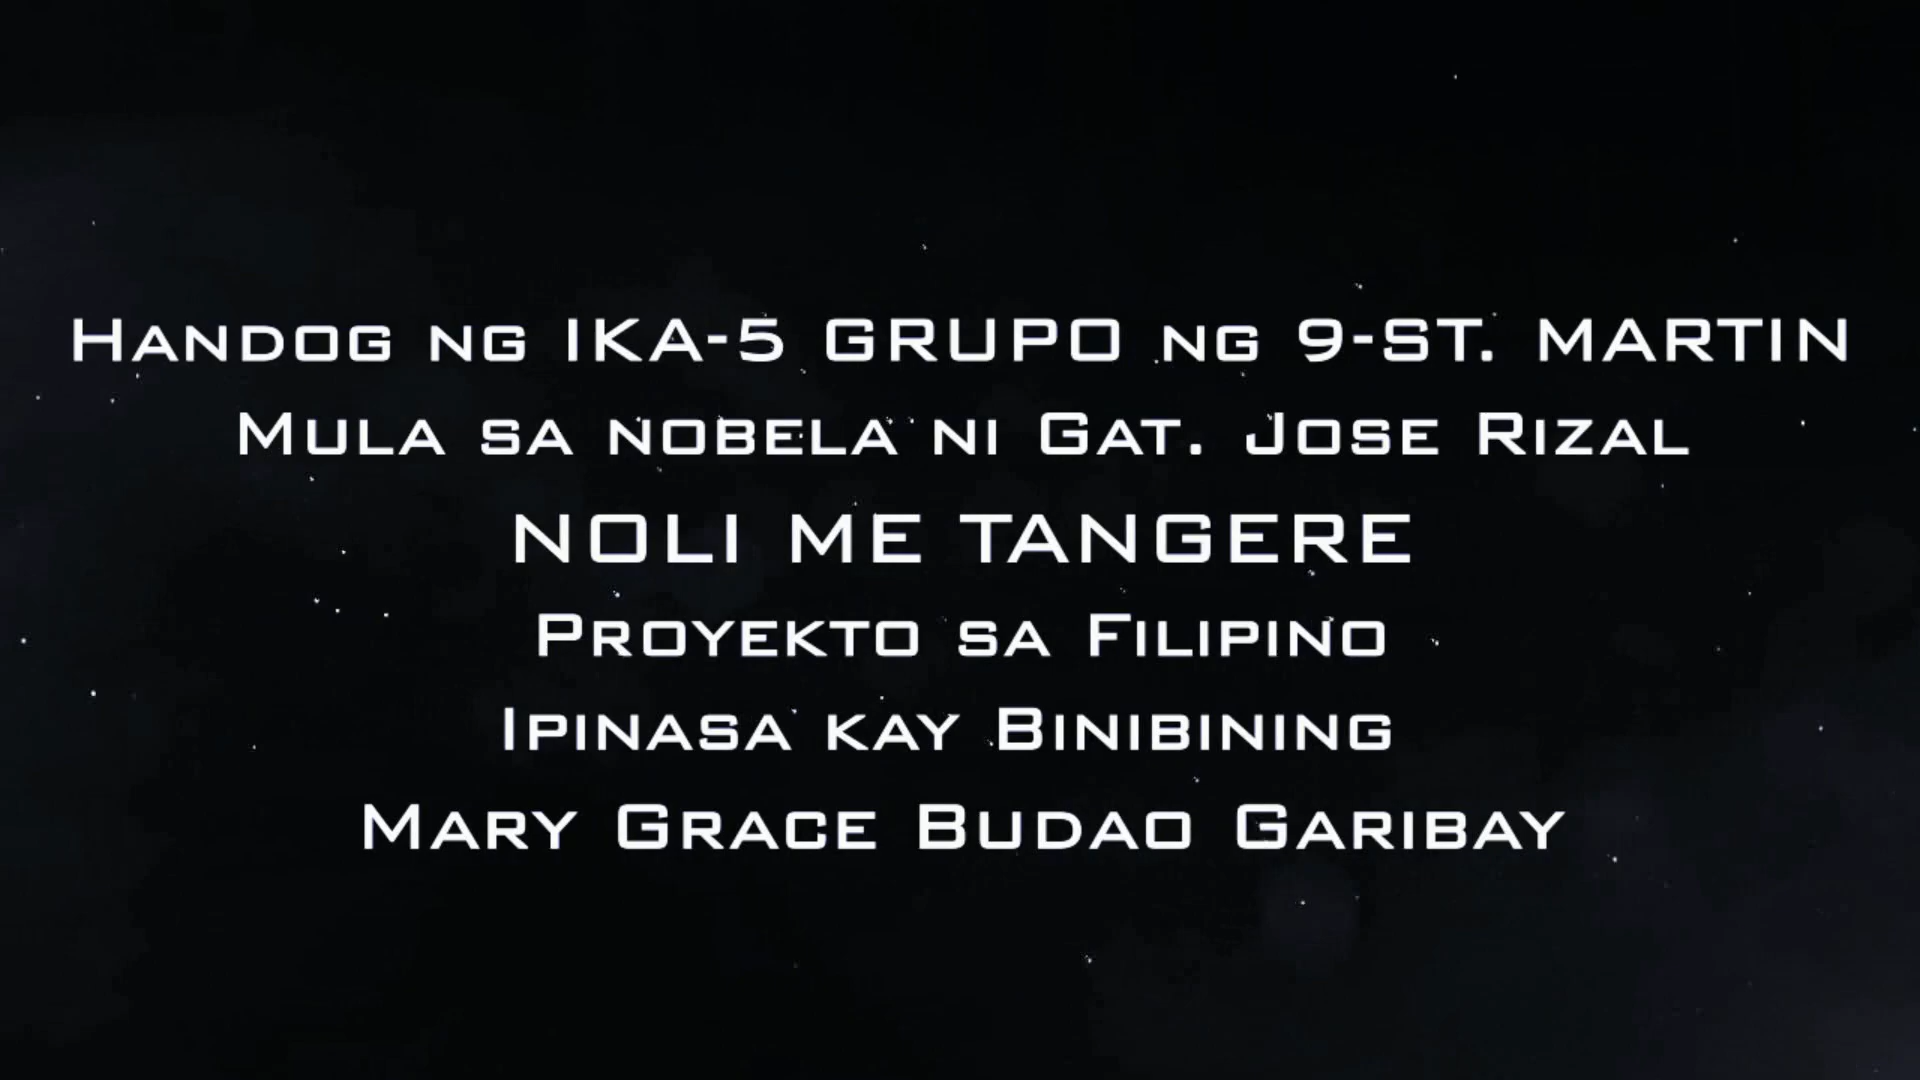 Handog ng IKA-5 GRUPO ng 9-ST. MARTIN
Mula sa nobela ni Gat. Jose Rizal
NOLI ME TANGERE
Proyekto sa Filipino
Ipinasa kay Binibining
Mary Grace Budao Garibay